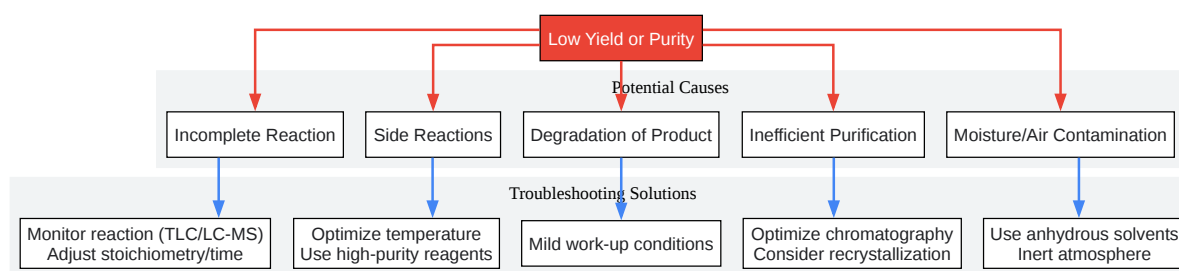 Low Yield or Purity
Potential Causes
Incomplete Reaction
Side Reactions
Degradation of Product
Inefficient Purification
Moisture/Air Contamination
Troubleshooting Solutions
Monitor reaction (TLC/LC-MS)
Adjust stoichiometry/time
Optimize temperature
Use high-purity reagents
Mild work-up conditions
Optimize chromatography
Consider recrystallization
Use anhydrous solvents
Inert atmosphere